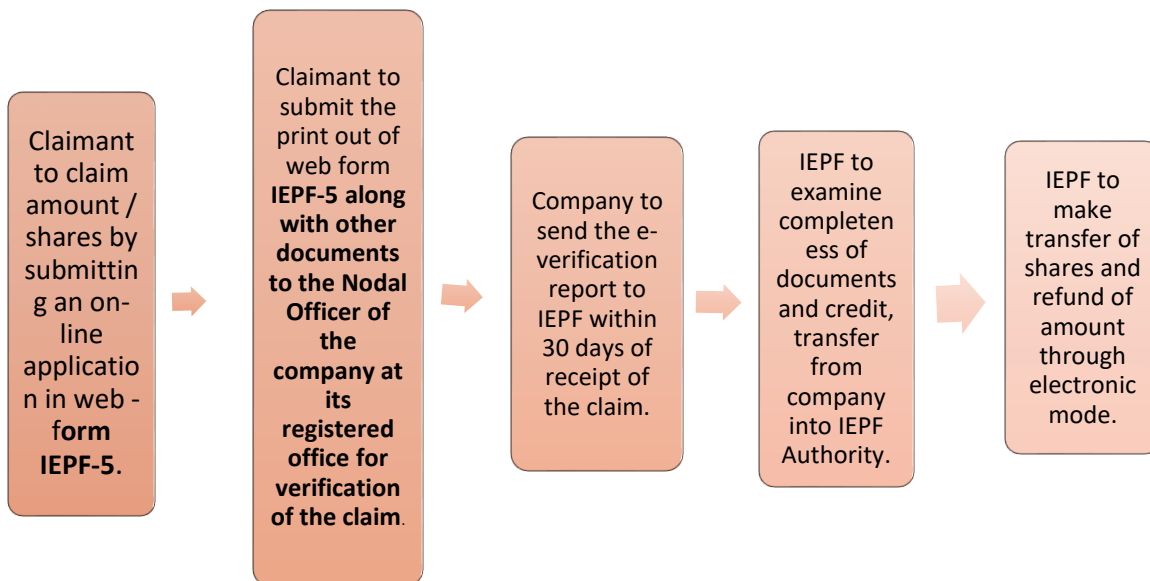 Claimant
to claim
amount /
shares by
submittin
g an on-
line
applicatio
n in web -
form
IEPF-5.
Claimant to
submit the
print out of
web form
IEPF-5 along
with other
documents
to the Nodal
Officer of
the
company at
its
registered
office for
verification
of the claim.
Company to
send the e-
verification
report to
IEPF within
30 days of
receipt of
the claim.
IEPF to
examine
completen
ess of
documents
and credit,
transfer
from
company
into IEPF
Authority.
IEPF to
make
transfer of
shares and
refund of
amount
through
electronic
mode.